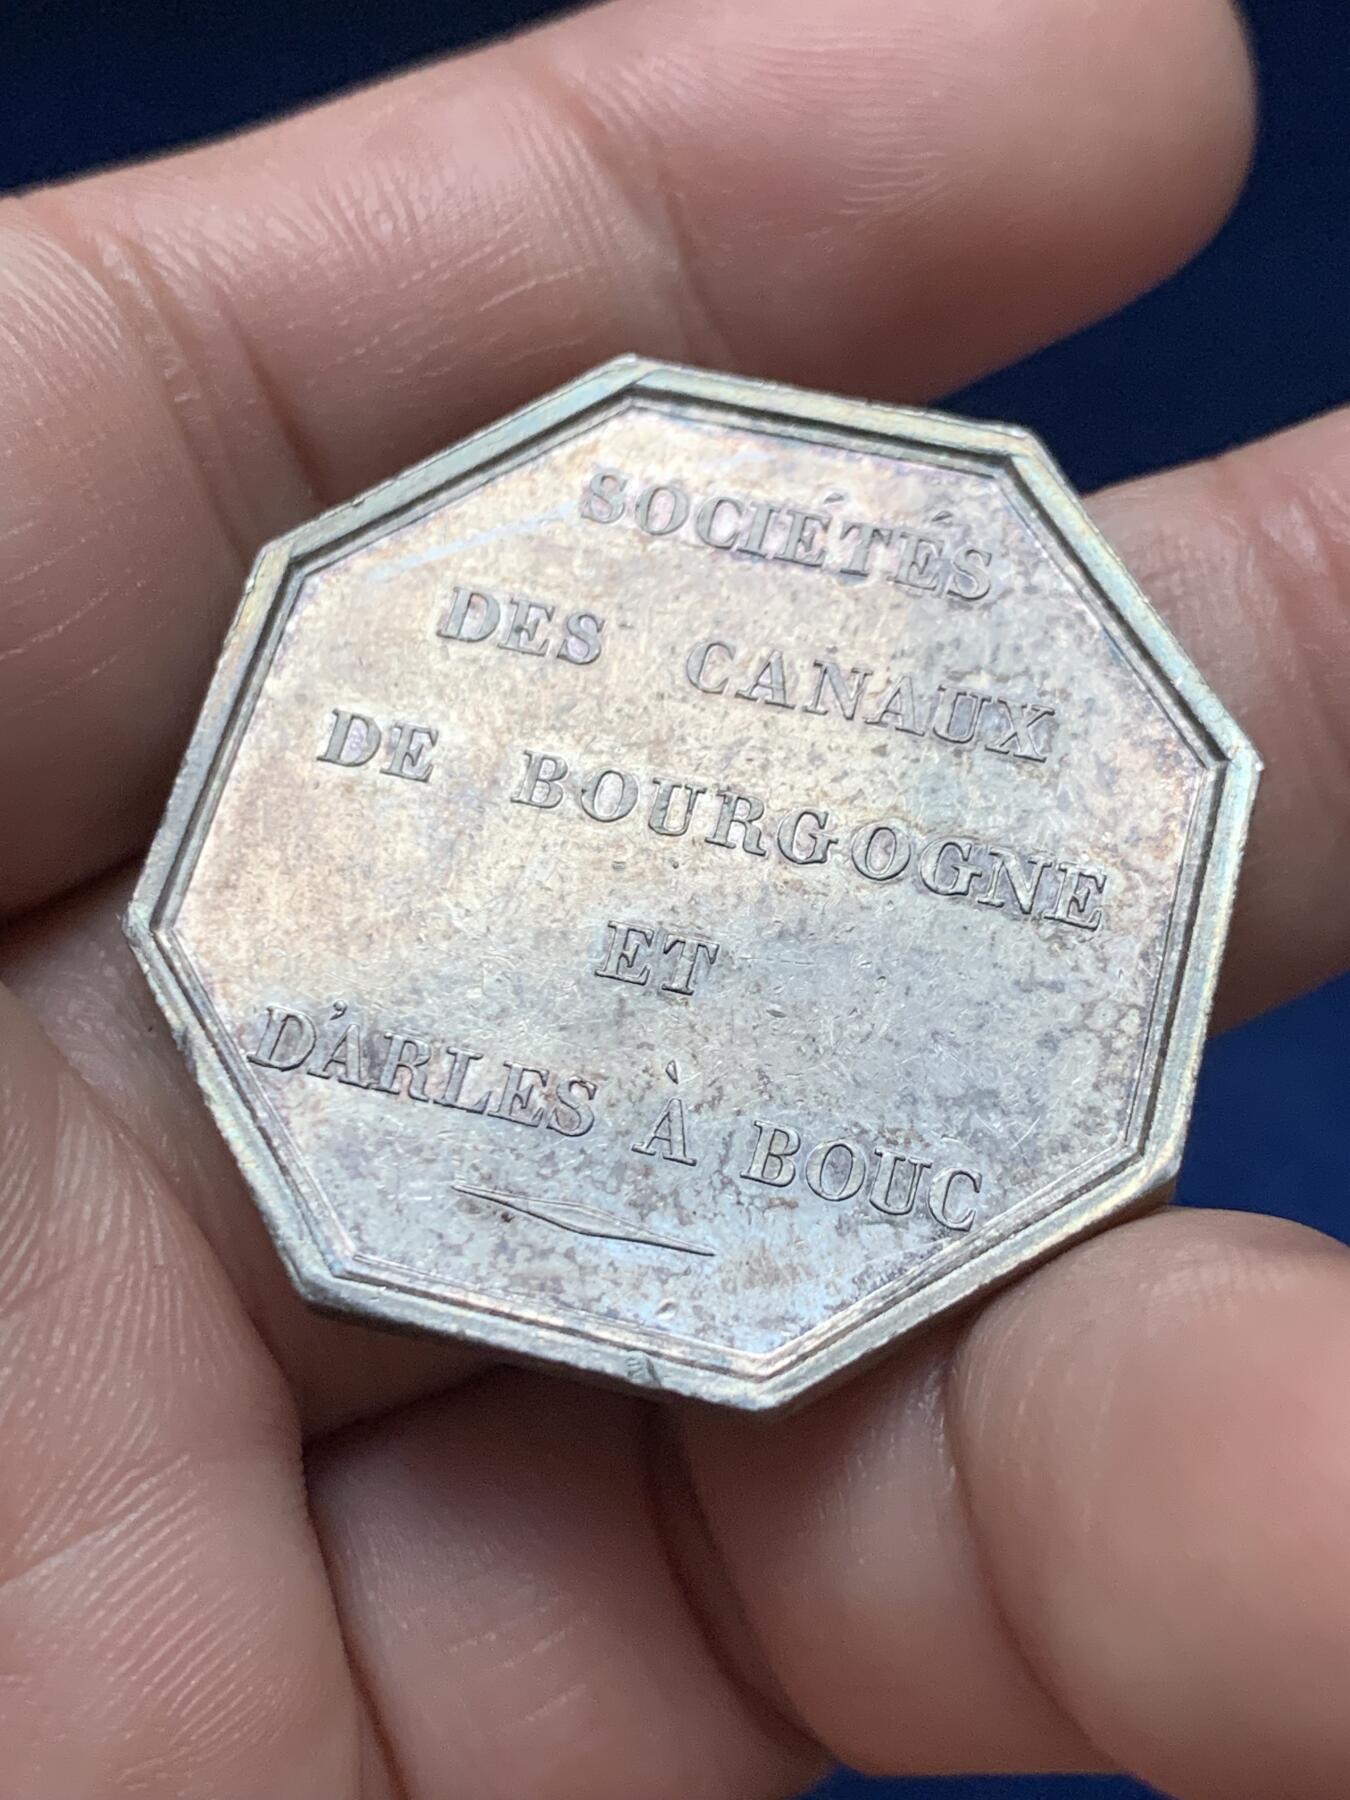 SOCIÉTÉS
DES CANAUX
DE BOURGOGNE
ET
D'ARLES À BOUC